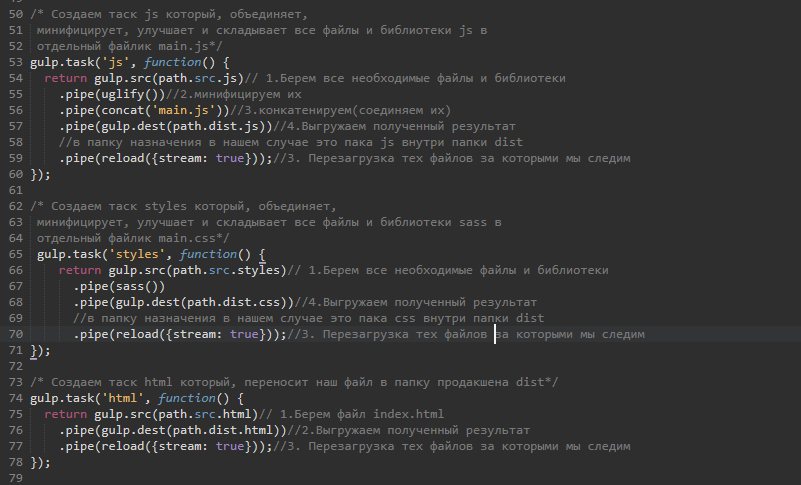 50 /* Создаем таск js который, объединяет,
51 минифицирует, улучшает и складывает все файлы и библиотеки js в
52 отдельный файлик main.js*/
53 gulp.task('js', function() {
54 return gulp.src(path.src.js)// 1.Берем все необходимые файлы и библиотеки
55 .pipe(uglify())//2.минифицируем их
56 .pipe(concat('main.js'))//3.конкатенируем(соединяем их)
57 .pipe(gulp.dest(path.dist.js))//4.Выгружаем полученный результат
58 //в папку назначения в нашем случае это пака js внутри папки dist
59 .pipe(reload({stream: true}));//3. Перезагрузка тех файлов за которыми мы следим
60 });
61
62 /* Создаем таск styles который, объединяет,
63 минифицирует, улучшает и складывает все файлы и библиотеки sass в
64 отдельный файлик main.css*/
65 gulp.task('styles', function() {
66 return gulp.src(path.src.styles)// 1.Берем все необходимые файлы и библиотеки
67 .pipe(sass())
68 .pipe(gulp.dest(path.dist.css))//4.Выгружаем полученный результат
69 //в папку назначения в нашем случае это пака css внутри папки dist
70 .pipe(reload({stream: true}));//3. Перезагрузка тех файлов за которыми мы следим
71 });
72
73 /* Создаем таск html который, переносит наш файл в папку продакшена dist*/
74 gulp.task('html', function() {
75 return gulp.src(path.src.html)// 1.Берем файл index.html
76 .pipe(gulp.dest(path.dist.html))//2.Выгружаем полученный результат
77 .pipe(reload({stream: true}));//3. Перезагрузка тех файлов за которыми мы следим
78 });
79